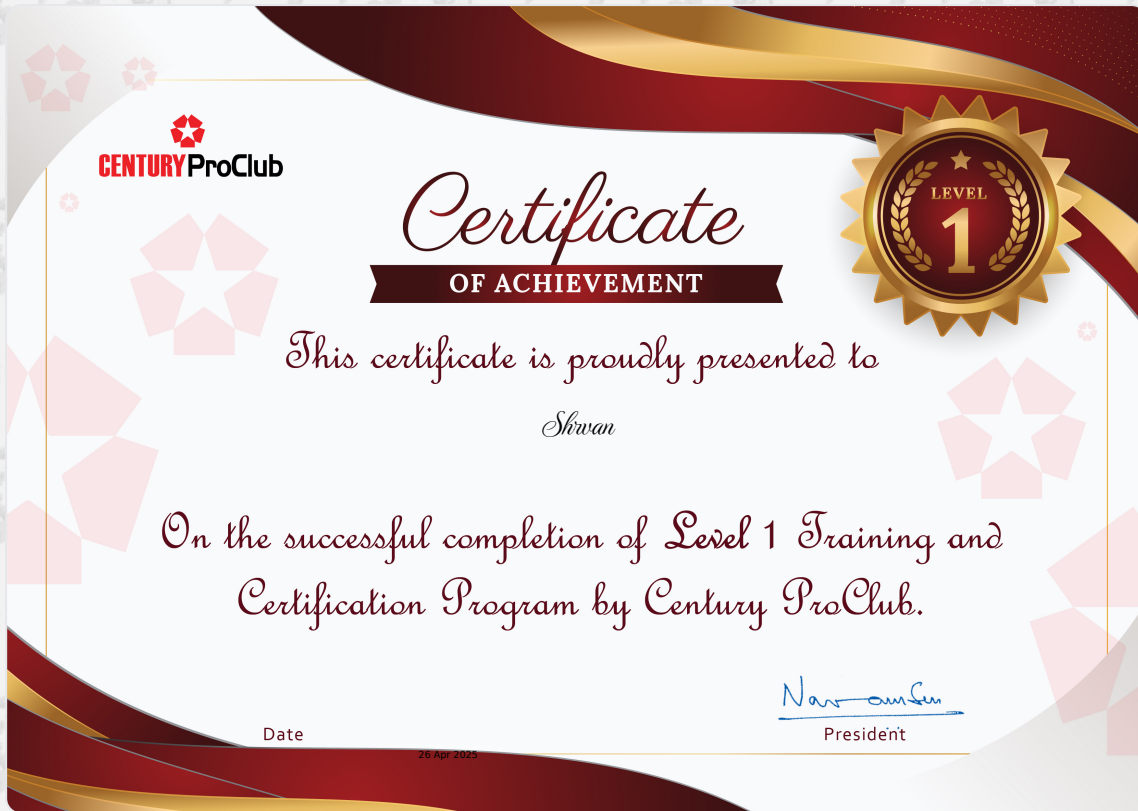 CENTURY ProClub
LEVEL
1
Certificate
OF ACHIEVEMENT
This certificate is proudly presented to
Shrwan
On the successful completion of Level 1 Training and
Certification Program by Century ProClub.
Date
President
26 Apr 2025